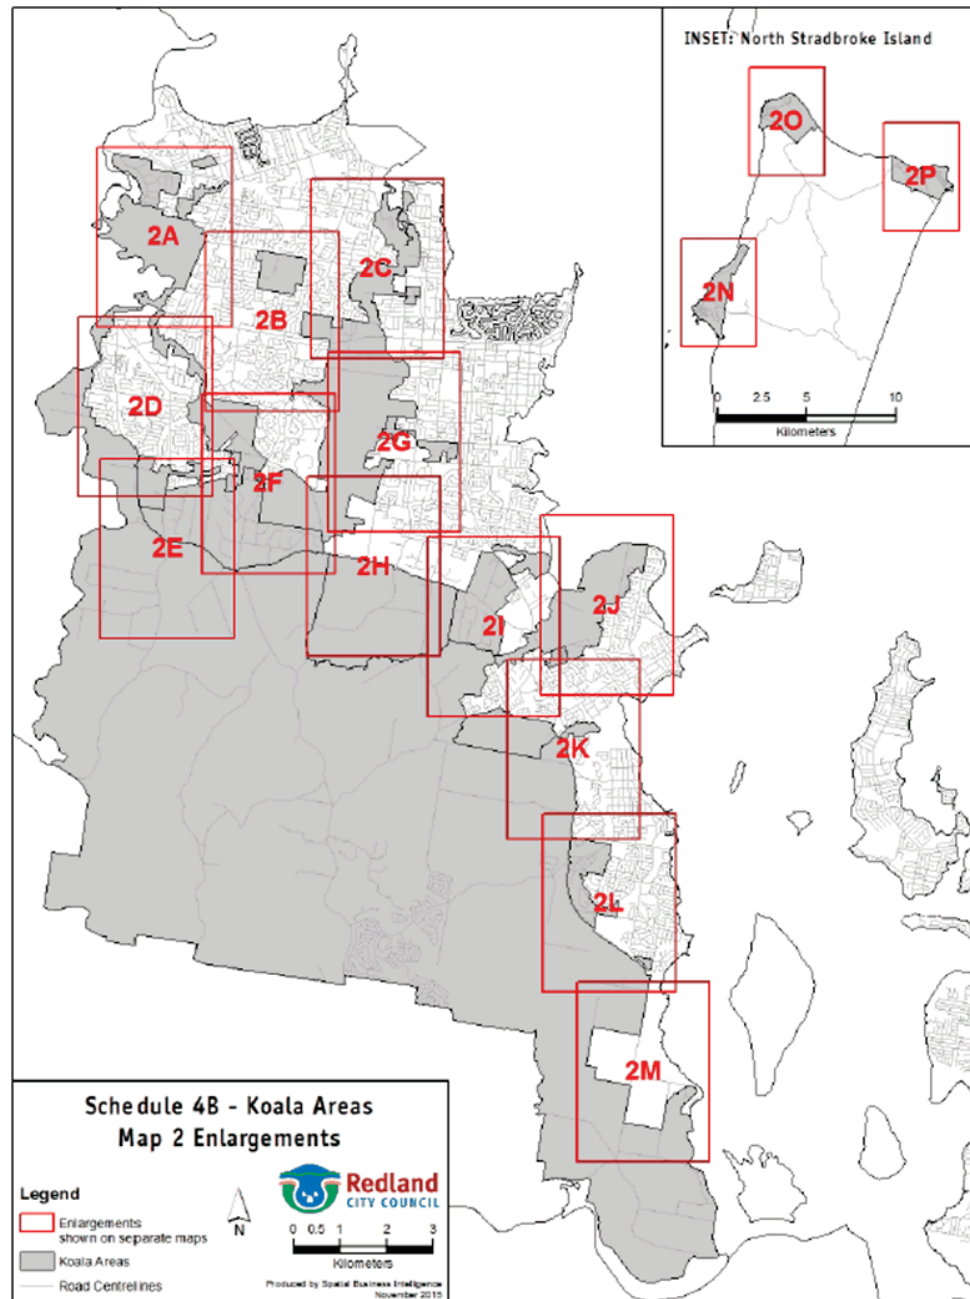 INSET: North Stradbroke Island
2O
2P
2N
0 2.5 5 10
Kilometers
2A
2C
2B
2D
2G
2F
2E
2H
2J
2I
2K
2L
2M
Schedule 4B - Koala Areas
Map 2 Enlargements
Legend
Enlargements
shown on separate maps
Koala Areas
Road Centrelines
N
Redland
CITY COUNCIL
0 0.5 1 2 3
Kilometers
Produced by Spatial Business Intelligence
November 2015